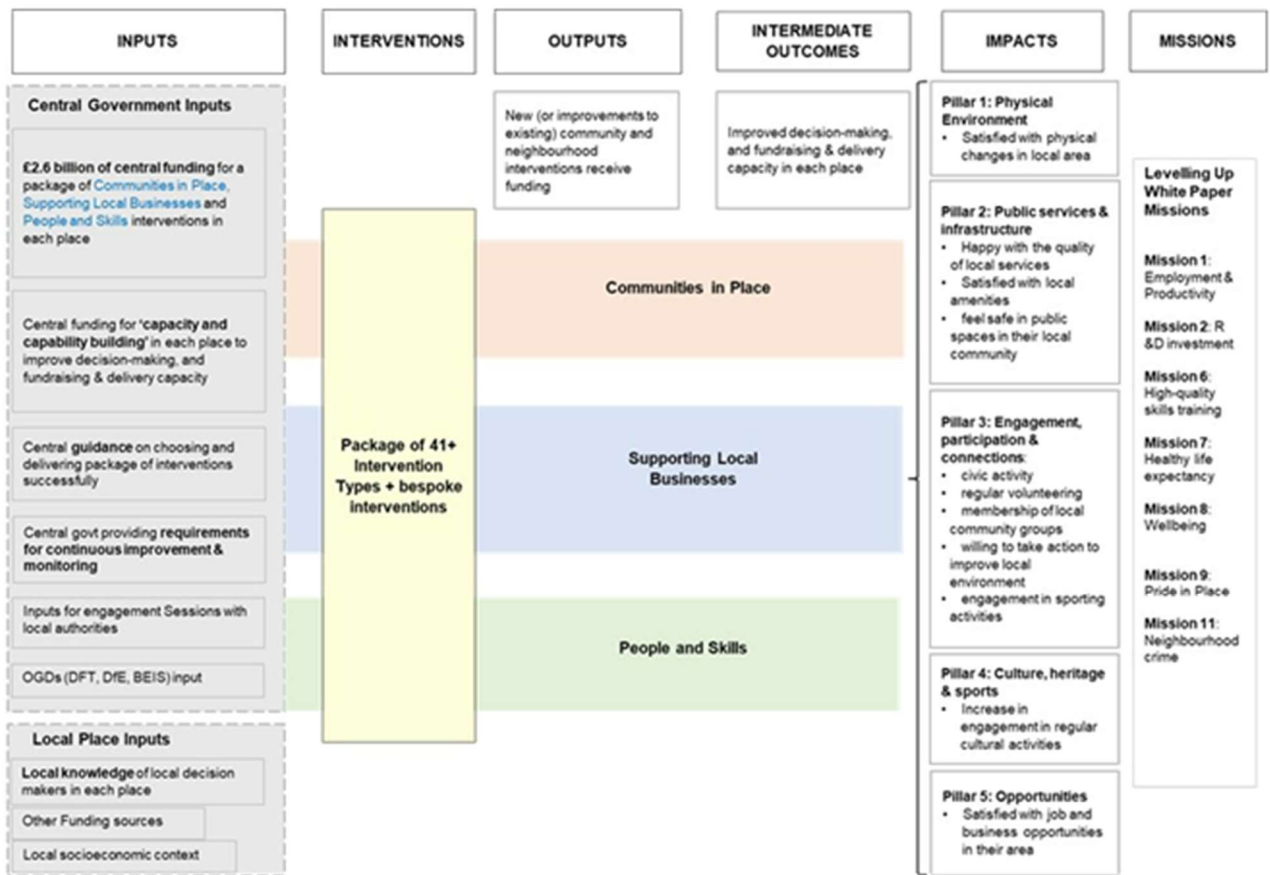 INPUTS
INTERVENTIONS
OUTPUTS
INTERMEDIATE
OUTCOMES
IMPACTS
MISSIONS
Central Government Inputs
£2.6 billion of central funding for a
package of Communities in Place,
Supporting Local Businesses and
People and Skills interventions in
each place
Central funding for 'capacity and
capability building' in each place to
improve decision-making, and
fundraising & delivery capacity
Central guidance on choosing and
delivering package of interventions
successfully
Central govt providing requirements
for continuous improvement &
monitoring
Inputs for engagement Sessions with
local authorities
OGDs (DFT, DfE, BEIS) input
Local Place Inputs
Local knowledge of local decision
makers in each place
Other Funding sources
Local socioeconomic context
Package of 41+
Intervention
Types + bespoke
interventions
New (or improvements to
existing) community and
neighbourhood
interventions receive
funding
Improved decision-making,
and fundraising & delivery
capacity in each place
Communities in Place
Supporting Local
Businesses
People and Skills
Pillar 1: Physical
Environment
• Satisfied with physical
changes in local area
Pillar 2: Public services &
infrastructure
• Happy with the quality
of local services
• Satisfied with local
amenities
• feel safe in public
spaces in their local
community
Pillar 3: Engagement,
participation &
connections:
• civic activity
• regular volunteering
• membership of local
community groups
• willing to take action to
improve local
environment
• engagement in sporting
activities
Pillar 4: Culture, heritage
& sports
• Increase in
engagement in regular
cultural activities
Pillar 5: Opportunities
• Satisfied with job and
business opportunities
in their area
Levelling Up
White Paper
Missions
Mission 1:
Employment &
Productivity
Mission 2: R
&D investment
Mission 6:
High-quality
skills training
Mission 7:
Healthy life
expectancy
Mission 8:
Wellbeing
Mission 9:
Pride in Place
Mission 11:
Neighbourhood
crime